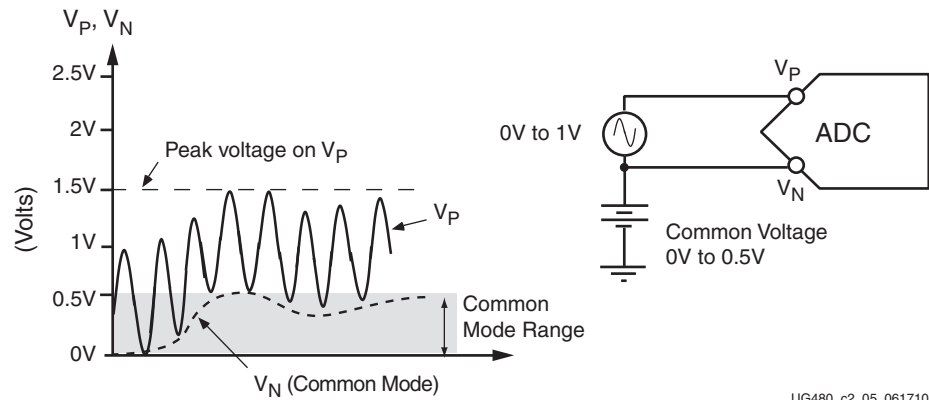 V_P, V_N
2.5V
2V
1.5V
1V
0.5V
0V
(Volts)
Peak voltage on V_P
V_P
Common
Mode Range
V_N (Common Mode)
0V to 1V
V_P
ADC
V_N
Common Voltage
0V to 0.5V
UG480_c2_05_061710